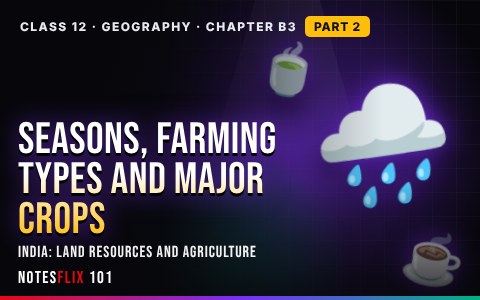 CLASS 12 · GEOGRAPHY · CHAPTER B3 PART 2
SEASONS, FARMING
TYPES AND MAJOR
CROPS
INDIA: LAND RESOURCES AND AGRICULTURE
NOTESFLIX 101